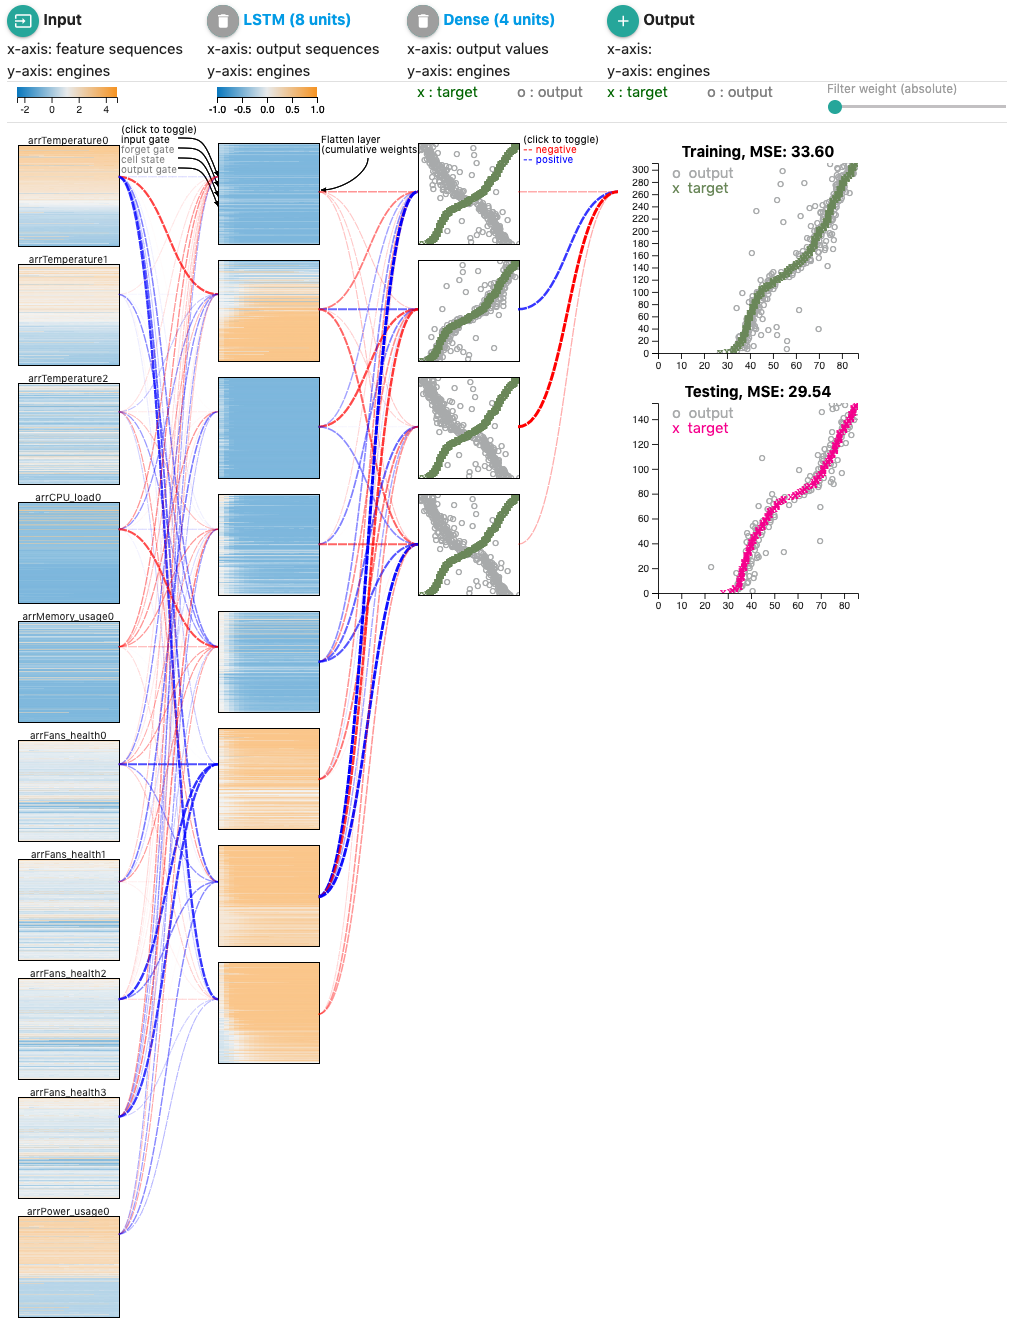 Input
LSTM (8 units)
Dense (4 units)
+ Output
x-axis: feature sequences
x-axis: output sequences
x-axis: output values
x-axis:
y-axis: engines
y-axis: engines
y-axis: engines
y-axis: engines
x : target
o : output
x : target
o : output
Filter weight (absolute)
-2 0 2 4
-1.0 -0.5 0.0 0.5 1.0
(click to toggle)
input gate
forget gate
cell state
output gate
Flatten layer
(cumulative weights
(click to toggle)
-- negative
-- positive
arrTemperature0
arrTemperature1
arrTemperature2
arrCPU_load0
arrMemory_usage0
arrFans_health0
arrFans_health1
arrFans_health2
arrFans_health3
arrPower_usage0
Training, MSE: 33.60
o output
x target
300
280
260
240
220
200
180
160
140
120
100
80
60
40
20
0
0 10 20 30 40 50 60 70 80
Testing, MSE: 29.54
o output
x target
140
120
100
80
60
40
20
0
0 10 20 30 40 50 60 70 80